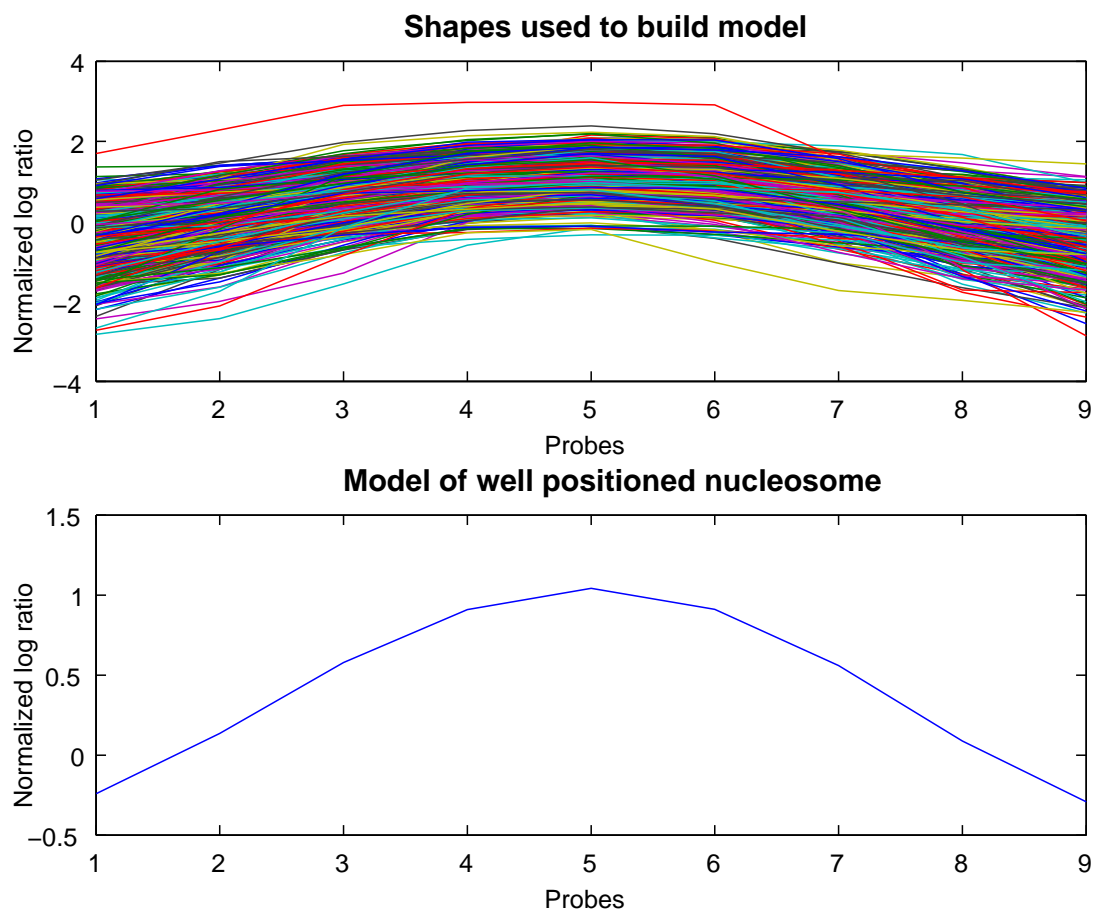 Shapes used to build model
4
2
0
−2
−4
Normalized log ratio
1 2 3 4 5 6 7 8 9
Probes
Model of well positioned nucleosome
1.5
1
0.5
0
−0.5
Normalized log ratio
1 2 3 4 5 6 7 8 9
Probes